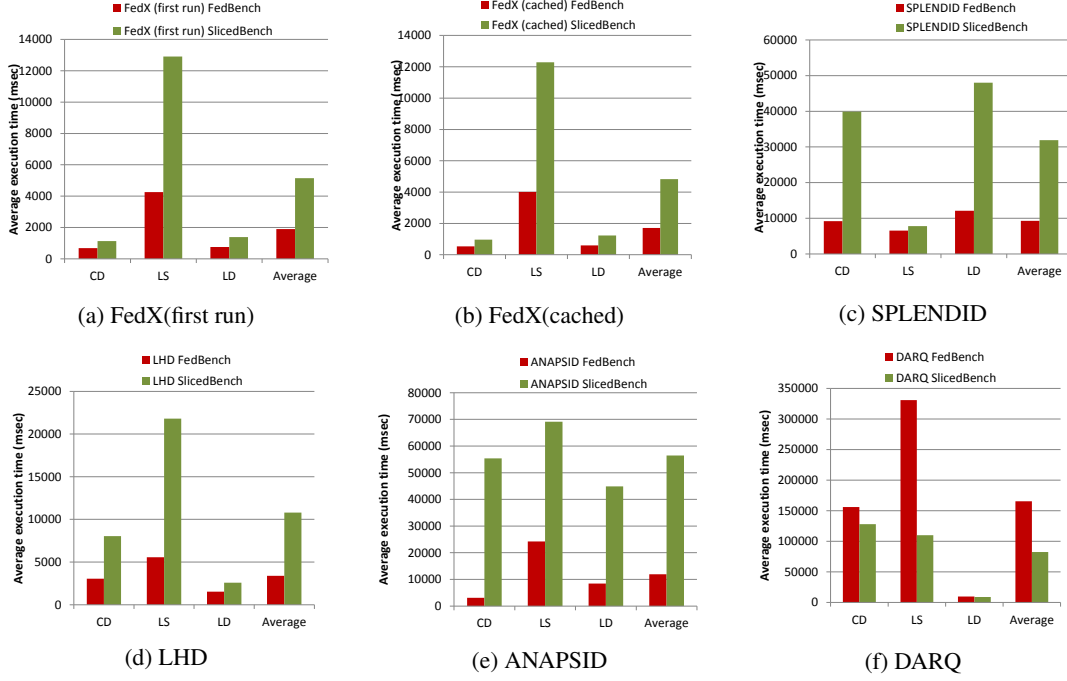 FedX (first run) FedBench
FedX (first run) SlicedBench
Average execution time (msec)
14000
12000
10000
8000
6000
4000
2000
0
CD LS LD Average
(a) FedX(first run)
FedX (cached) FedBench
FedX (cached) SlicedBench
Average execution time (msec)
14000
12000
10000
8000
6000
4000
2000
0
CD LS LD Average
(b) FedX(cached)
SPLENDID FedBench
SPLENDID SlicedBench
Average execution time (msec)
60000
50000
40000
30000
20000
10000
0
CD LS LD Average
(c) SPLENDID
LHD FedBench
LHD SlicedBench
Average execution time (msec)
25000
20000
15000
10000
5000
0
CD LS LD Average
(d) LHD
ANAPSID FedBench
ANAPSID SlicedBench
Average execution time (msec)
80000
70000
60000
50000
40000
30000
20000
10000
0
CD LS LD Average
(e) ANAPSID
DARQ FedBench
DARQ SlicedBench
Average execution time (msec)
350000
300000
250000
200000
150000
100000
50000
0
CD LS LD Average
(f) DARQ